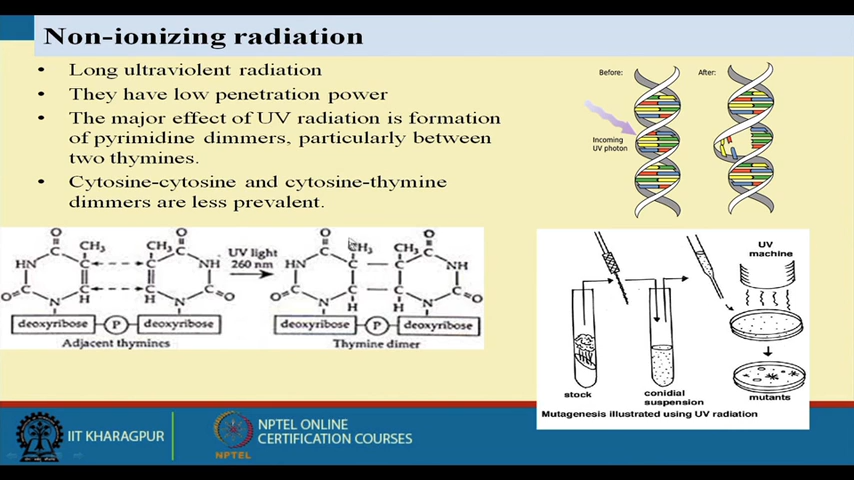 Non-ionizing radiation
• Long ultraviolent radiation
• They have low penetration power
• The major effect of UV radiation is formation
of pyrimidine dimmers, particularly between
two thymines.
• Cytosine-cytosine and cytosine-thymine
dimmers are less prevalent.
Before:
After:
Incoming
UV photon
O
CH₃
HN
O
N
H
CH₃
O
NH
H
N
O
UV light
260 nm
O
CH₃
HN
O
N
H
CH₃
O
NH
H
N
O
deoxyribose
P
deoxyribose
deoxyribose
P
deoxyribose
Adjacent thymines
Thymine dimer
UV
machine
stock
conidial
suspension
mutants
Mutagenesis illustrated using UV radiation
IIT KHARAGPUR
NPTEL
NPTEL ONLINE
CERTIFICATION COURSES